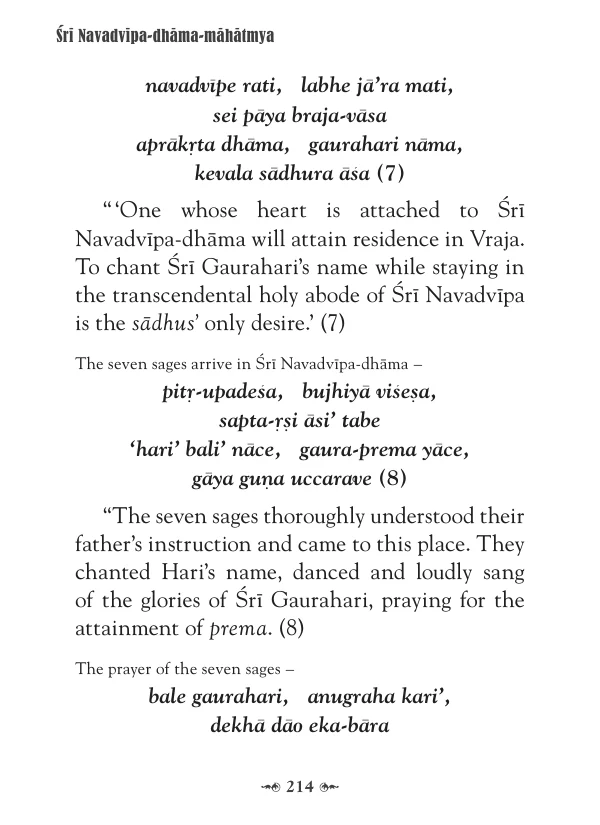 Śrī Navadvīpa-dhāma-māhātmya
navadvīpe rati, labhe jā’ra mati,
sei pāya braja-vāsa
aprākṛta dhāma, gaurahari nāma,
kevala sādhura āśa (7)
“ ‘One whose heart is attached to Śrī
Navadvīpa-dhāma will attain residence in Vraja.
To chant Śrī Gaurahari’s name while staying in
the transcendental holy abode of Śrī Navadvīpa
is the sādhus’ only desire.’ (7)
The seven sages arrive in Śrī Navadvīpa-dhāma –
pitṛ-upadeśa, bujhiyā viśeṣa,
sapta-ṛṣi āsi’ tabe
‘hari’ bali’ nāce, gaura-prema yāce,
gāya guṇa uccarave (8)
“The seven sages thoroughly understood their
father’s instruction and came to this place. They
chanted Hari’s name, danced and loudly sang
of the glories of Śrī Gaurahari, praying for the
attainment of prema. (8)
The prayer of the seven sages –
bale gaurahari, anugraha kari’,
dekhā dāo eka-bāra
214